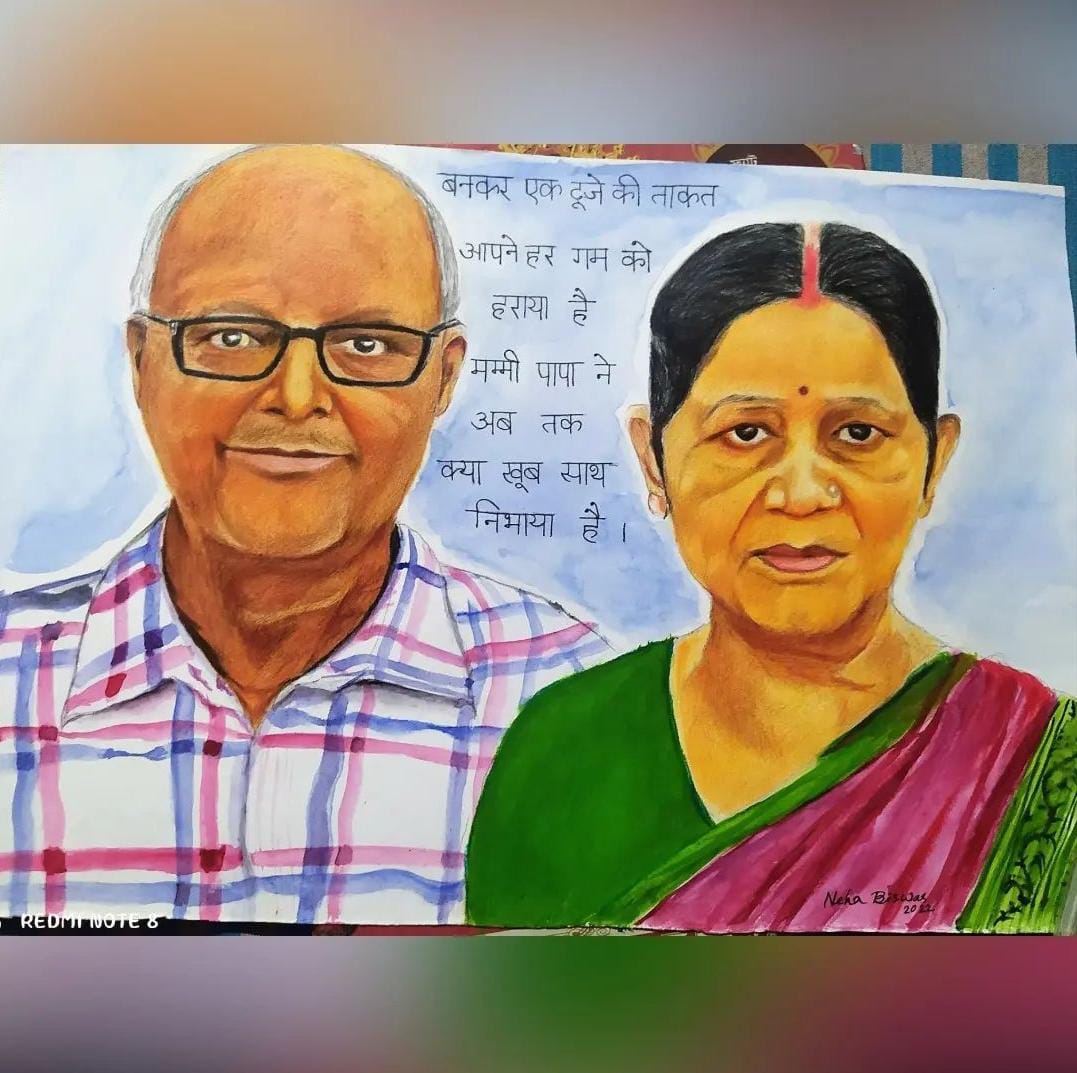 बनकर एक दूजे की ताकत
आपने हर गम को
हराया है
मम्मी पापा ने
अब तक
क्या खूब साथ
निभाया है।
Neha Biswas
2022
REDMI NOTE 8